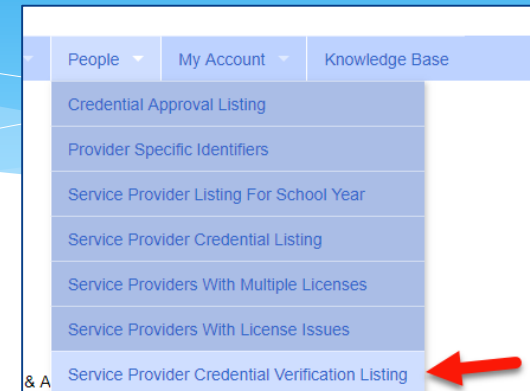 People My Account Knowledge Base
Credential Approval Listing
Provider Specific Identifiers
Service Provider Listing For School Year
Service Provider Credential Listing
Service Providers With Multiple Licenses
Service Providers With License Issues
& A Service Provider Credential Verification Listing